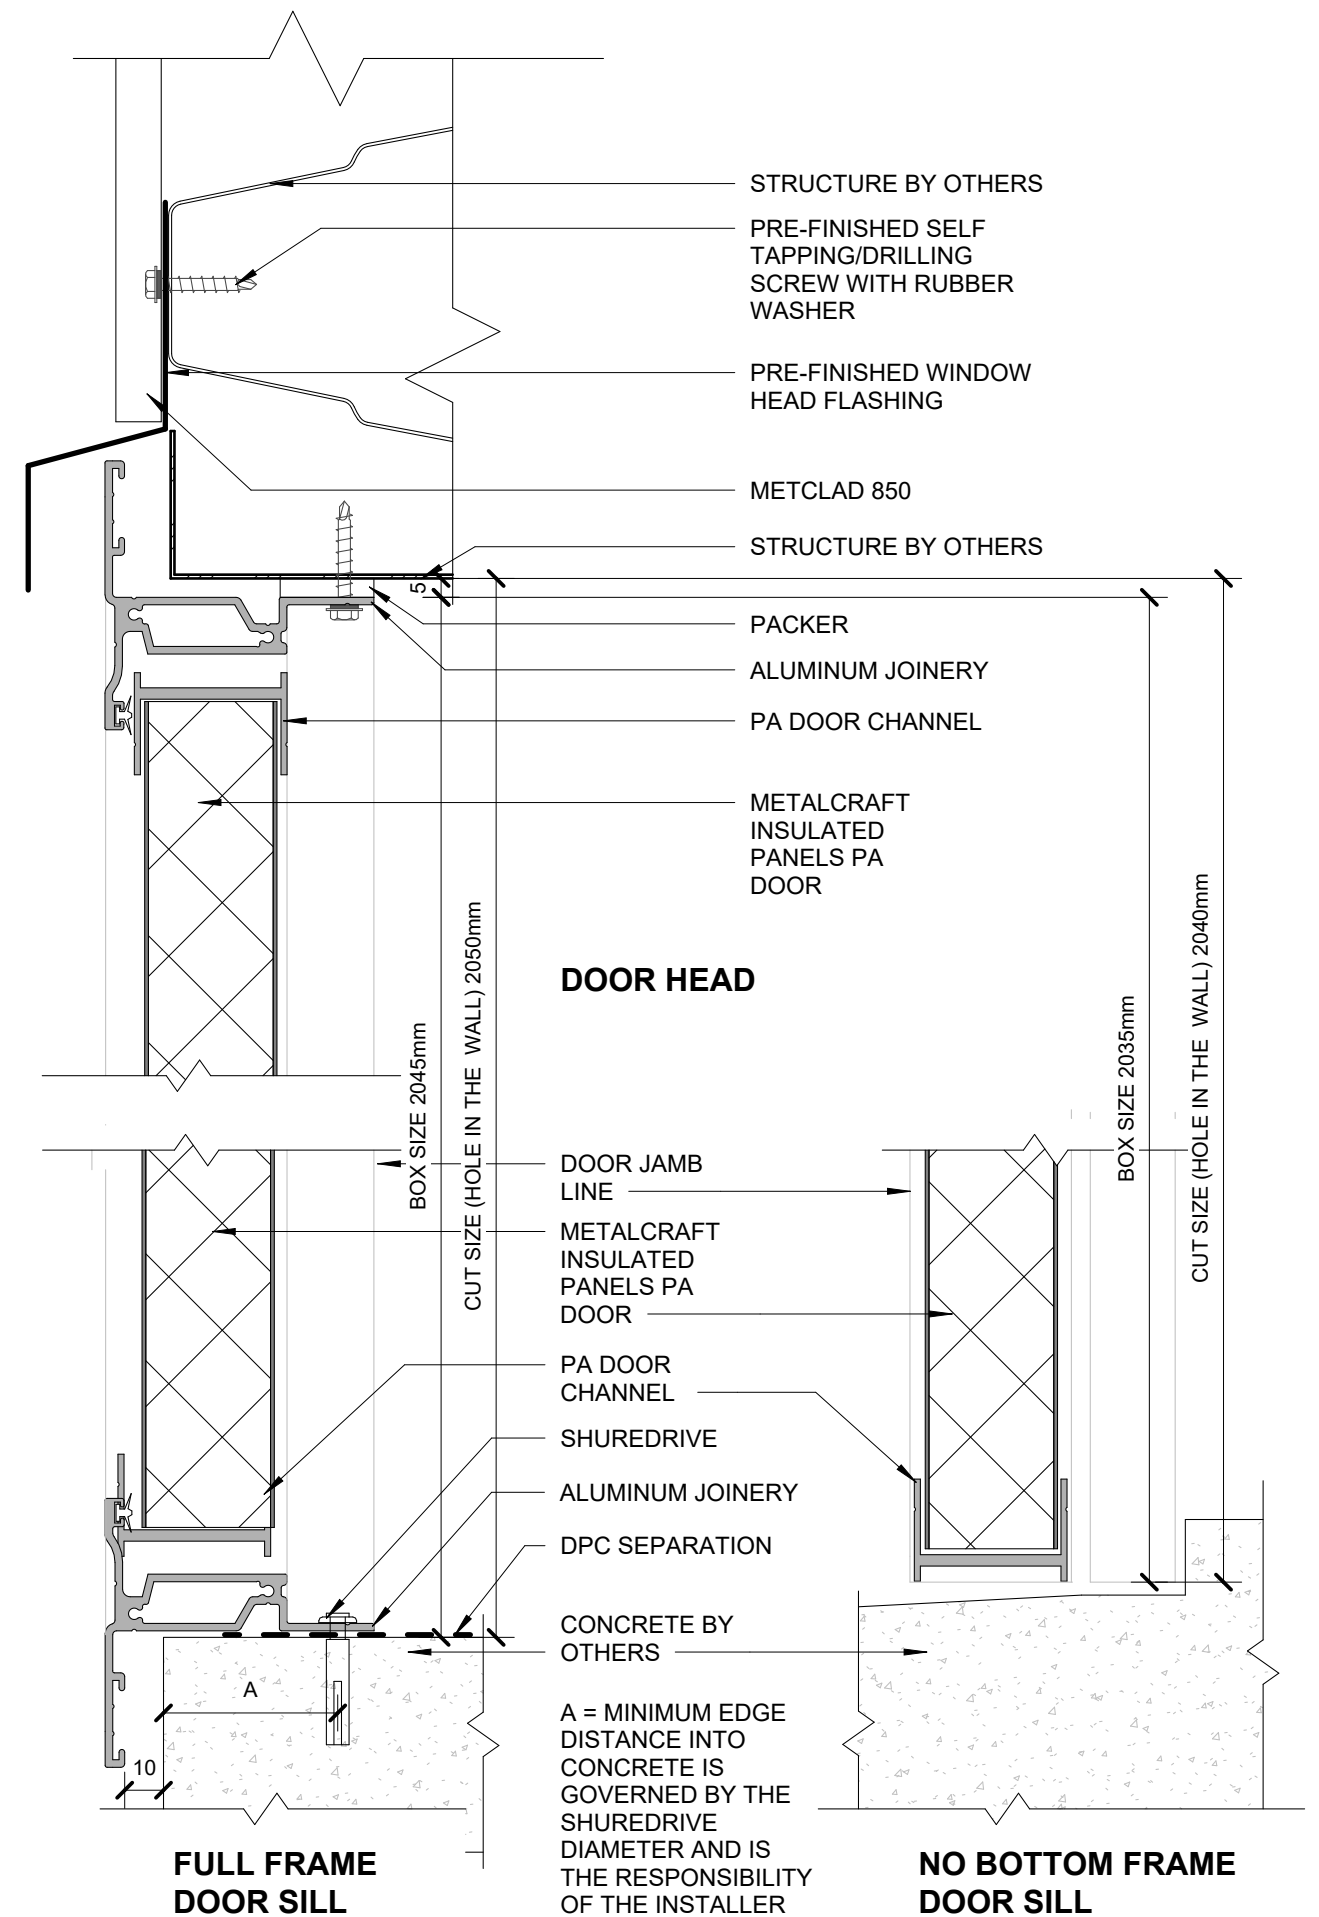 STRUCTURE BY OTHERS
PRE-FINISHED SELF
TAPPING/DRILLING
SCREW WITH RUBBER
WASHER
PRE-FINISHED WINDOW
HEAD FLASHING
METCLAD 850
STRUCTURE BY OTHERS
5
PACKER
ALUMINUM JOINERY
PA DOOR CHANNEL
METALCRAFT
INSULATED
PANELS PA
DOOR
DOOR HEAD
BOX SIZE 2045mm
CUT SIZE (HOLE IN THE WALL) 2050mm
BOX SIZE 2035mm
CUT SIZE (HOLE IN THE WALL) 2040mm
DOOR JAMB
LINE
METALCRAFT
INSULATED
PANELS PA
DOOR
PA DOOR
CHANNEL
SHUREDRIVE
ALUMINUM JOINERY
DPC SEPARATION
CONCRETE BY
OTHERS
A
10
A = MINIMUM EDGE
DISTANCE INTO
CONCRETE IS
GOVERNED BY THE
SHUREDRIVE
DIAMETER AND IS
THE RESPONSIBILITY
OF THE INSTALLER
FULL FRAME
DOOR SILL
NO BOTTOM FRAME
DOOR SILL